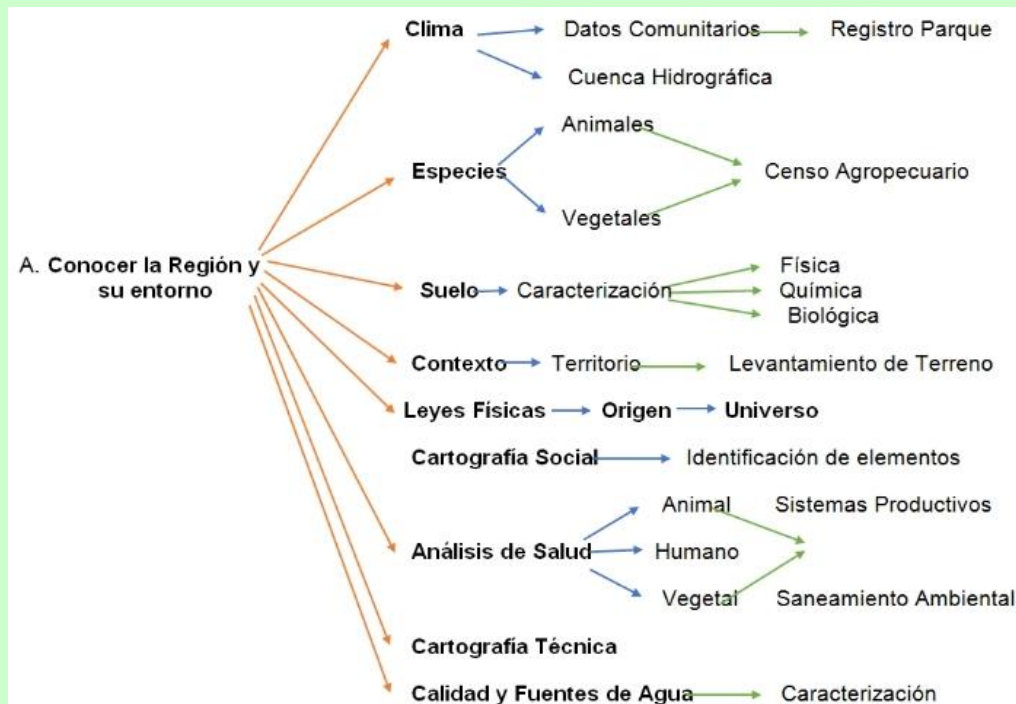 Clima Datos Comunitarios Registro Parque
Cuenca Hidrográfica
Animales
Especies Censo Agropecuario
Vegetales
A. Conocer la Región y
su entorno
Física
Suelo Caracterización Química
Biológica
Contexto Territorio Levantamiento de Terreno
Leyes Físicas Origen Universo
Cartografía Social Identificación de elementos
Animal Sistemas Productivos
Análisis de Salud Humano
Vegetal Saneamiento Ambiental
Cartografía Técnica
Calidad y Fuentes de Agua Caracterización